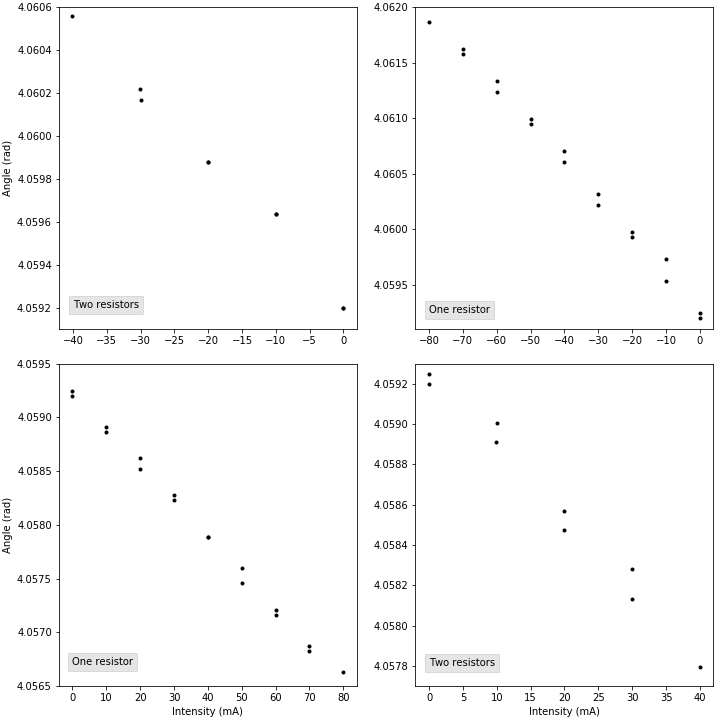 4.0606
4.0604
4.0602
4.0600
4.0598
4.0596
4.0594
4.0592
Angle (rad)
Two resistors
−40 −35 −30 −25 −20 −15 −10 −5 0
4.0620
4.0615
4.0610
4.0605
4.0600
4.0595
One resistor
−80 −70 −60 −50 −40 −30 −20 −10 0
4.0595
4.0590
4.0585
4.0580
4.0575
4.0570
4.0565
Angle (rad)
One resistor
0 10 20 30 40 50 60 70 80
Intensity (mA)
4.0592
4.0590
4.0588
4.0586
4.0584
4.0582
4.0580
4.0578
Two resistors
0 5 10 15 20 25 30 35 40
Intensity (mA)